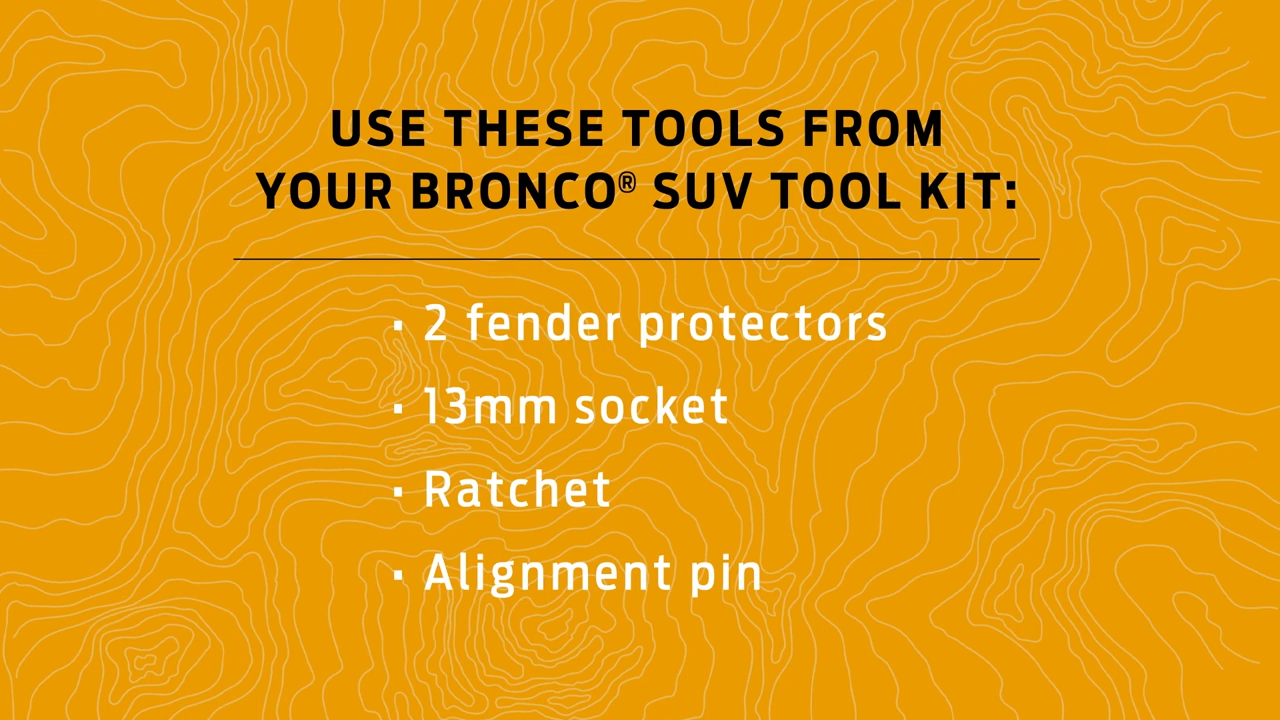 USE THESE TOOLS FROM
YOUR BRONCO® SUV TOOL KIT:
· 2 fender protectors
· 13mm socket
· Ratchet
· Alignment pin